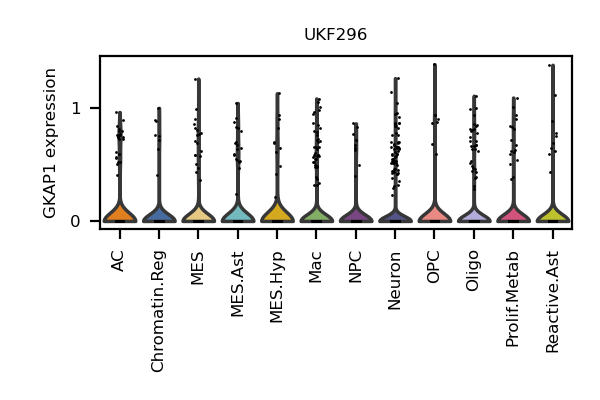 UKF296
GKAP1 expression
1
0
AC
Chromatin.Reg
MES
MES.Ast
MES.Hyp
Mac
NPC
Neuron
OPC
Oligo
Prolif.Metab
Reactive.Ast